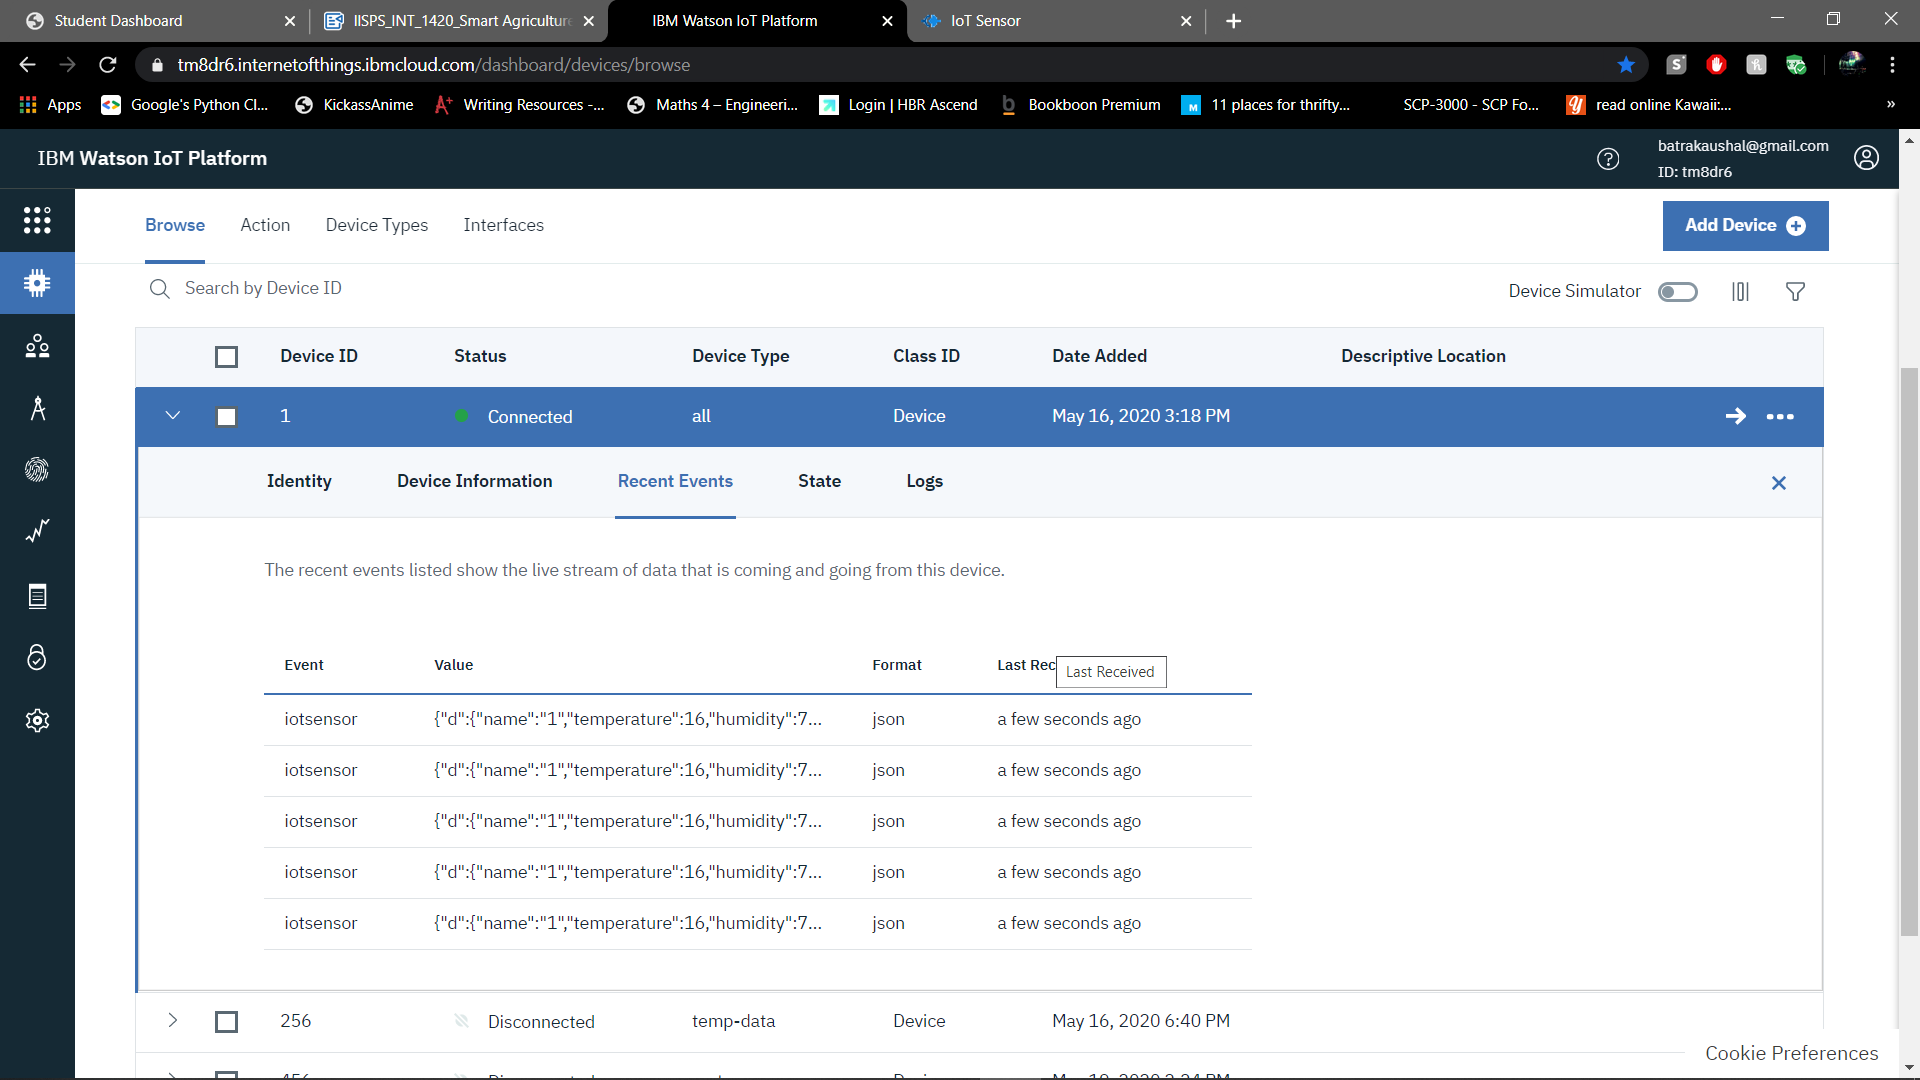 Student Dashboard
IISPS_INT_1420_Smart Agriculture
IBM Watson IoT Platform
IoT Sensor
tm8dr6.internetofthings.ibmcloud.com/dashboard/devices/browse
Apps
Google's Python Cl...
KickassAnime
A+ Writing Resources -...
Maths 4 – Engineeri...
Login | HBR Ascend
b Bookboon Premium
M 11 places for thrifty...
SCP-3000 - SCP Fo...
read online Kawaii:...
»
IBM Watson IoT Platform
batrakaushal@gmail.com
ID: tm8dr6
Browse Action Device Types Interfaces
Add Device
Search by Device ID
Device Simulator
Device ID Status Device Type Class ID Date Added Descriptive Location
1 Connected all Device May 16, 2020 3:18 PM
Identity Device Information Recent Events State Logs
The recent events listed show the live stream of data that is coming and going from this device.
Event Value Format Last Rec
Last Received
iotsensor {"d":{"name":"1","temperature":16,"humidity":7... json a few seconds ago
iotsensor {"d":{"name":"1","temperature":16,"humidity":7... json a few seconds ago
iotsensor {"d":{"name":"1","temperature":16,"humidity":7... json a few seconds ago
iotsensor {"d":{"name":"1","temperature":16,"humidity":7... json a few seconds ago
iotsensor {"d":{"name":"1","temperature":16,"humidity":7... json a few seconds ago
256 Disconnected temp-data Device May 16, 2020 6:40 PM
Cookie Preferences